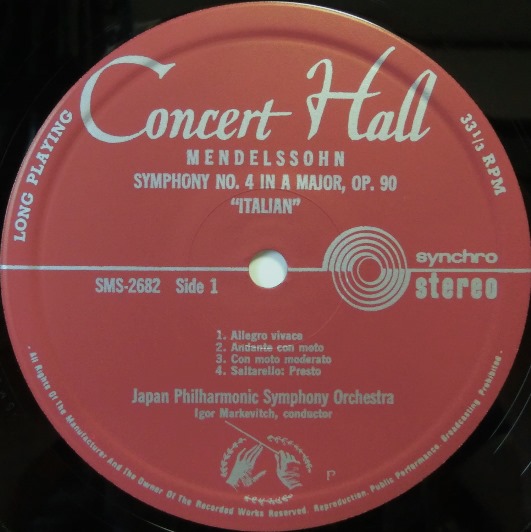 Concert Hall
LONG PLAYING
33 1/3 RPM
MENDELSSOHN
SYMPHONY NO. 4 IN A MAJOR, OP. 90
"ITALIAN"
synchro
stereo
SMS-2682 Side 1
1. Allegro vivace
2. Andante con moto
3. Con moto moderato
4. Saltarello: Presto
Japan Philharmonic Symphony Orchestra
Igor Markevitch, conductor
P
· All Rights Of The Manufacturer And The Owner Of The Recorded Works Reserved. Reproduction, Public Performance, Broadcasting Prohibited ·